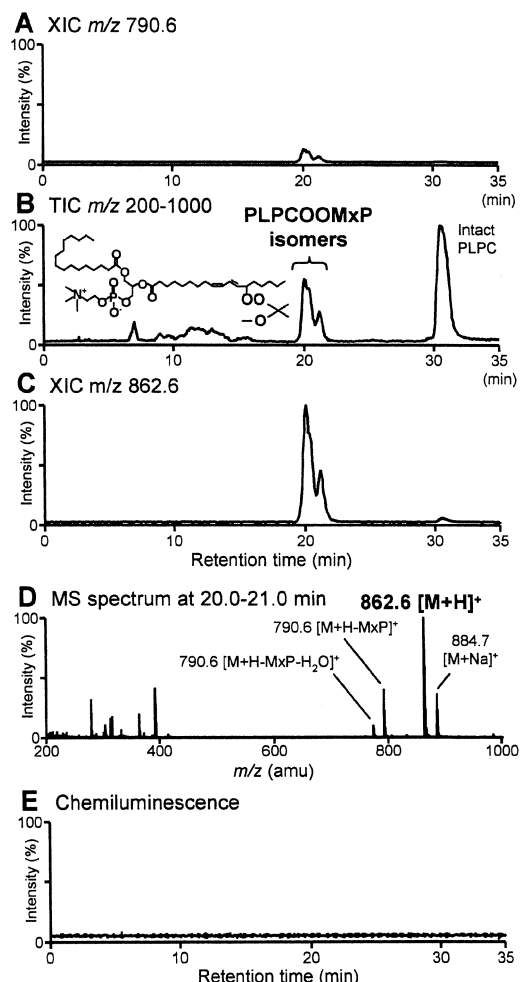 A XIC m/z 790.6
Intensity (%)
100
0
0 10 20 30 35
(min)
B TIC m/z 200-1000
PLPCOOMxP
isomers
Intact
PLPC
Intensity (%)
100
0
O
O O
N+ O P O O
O O-
OO
O
0 10 20 30 35
(min)
C XIC m/z 862.6
Intensity (%)
100
0
0 10 20 30 35
Retention time (min)
D MS spectrum at 20.0-21.0 min
862.6 [M+H]+
790.6 [M+H-MxP]+
884.7
[M+Na]+
790.6 [M+H-MxP-H2O]+
Intensity (%)
100
0
200 400 600 800 1000
m/z (amu)
E Chemiluminescence
Intensity (%)
100
0
0 10 20 30 35
Retention time (min)